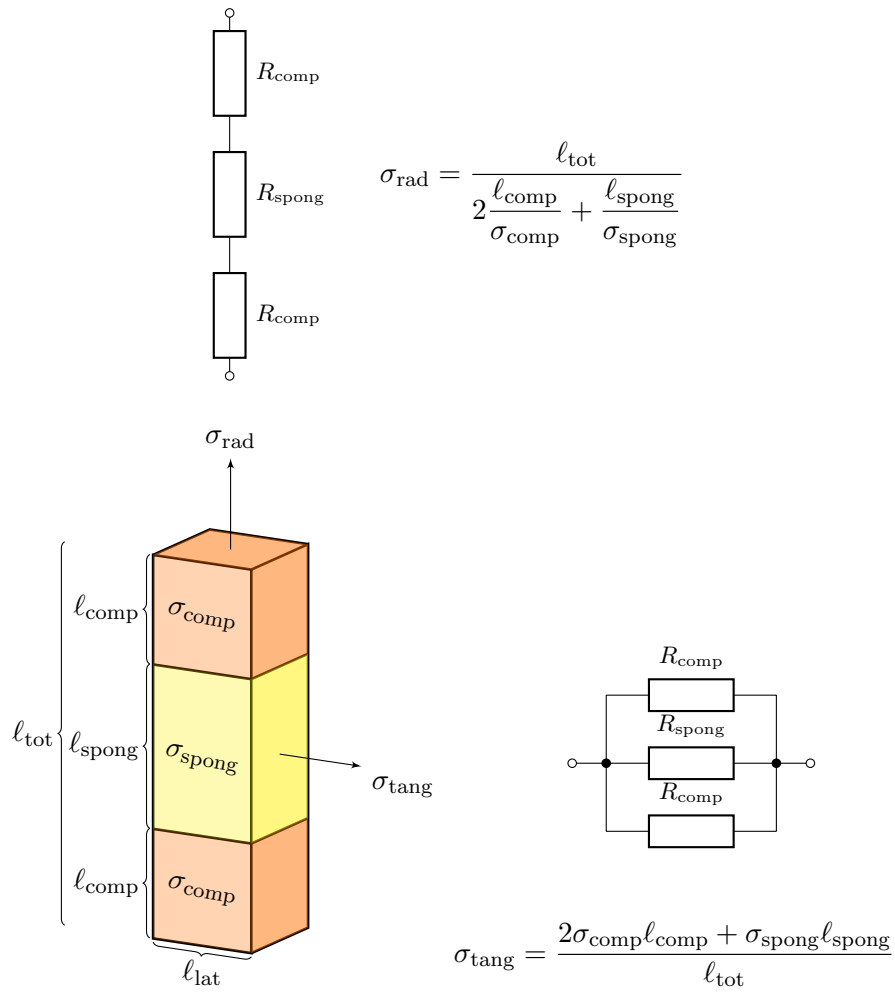 R_comp
R_spong
σ_rad = ℓ_tot / (2 ℓ_comp/σ_comp + ℓ_spong/σ_spong)
R_comp
σ_rad
ℓ_comp
σ_comp
ℓ_tot
ℓ_spong
σ_spong
σ_tang
ℓ_comp
σ_comp
ℓ_lat
R_comp
R_spong
R_comp
σ_tang = (2σ_comp ℓ_comp + σ_spong ℓ_spong) / ℓ_tot